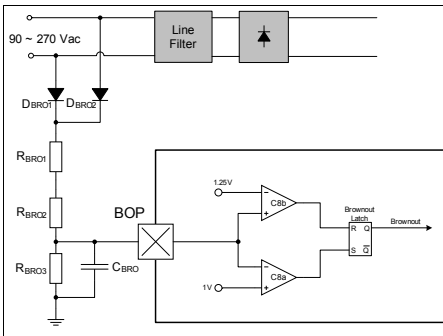 90 ~ 270 Vac
Line
Filter
DBRO1
DBRO2
RBRO1
RBRO2
RBRO3
CBRO
BOP
1.25V
C8b
1V
C8a
Brownout
Latch
R Q
S Q
Brownout